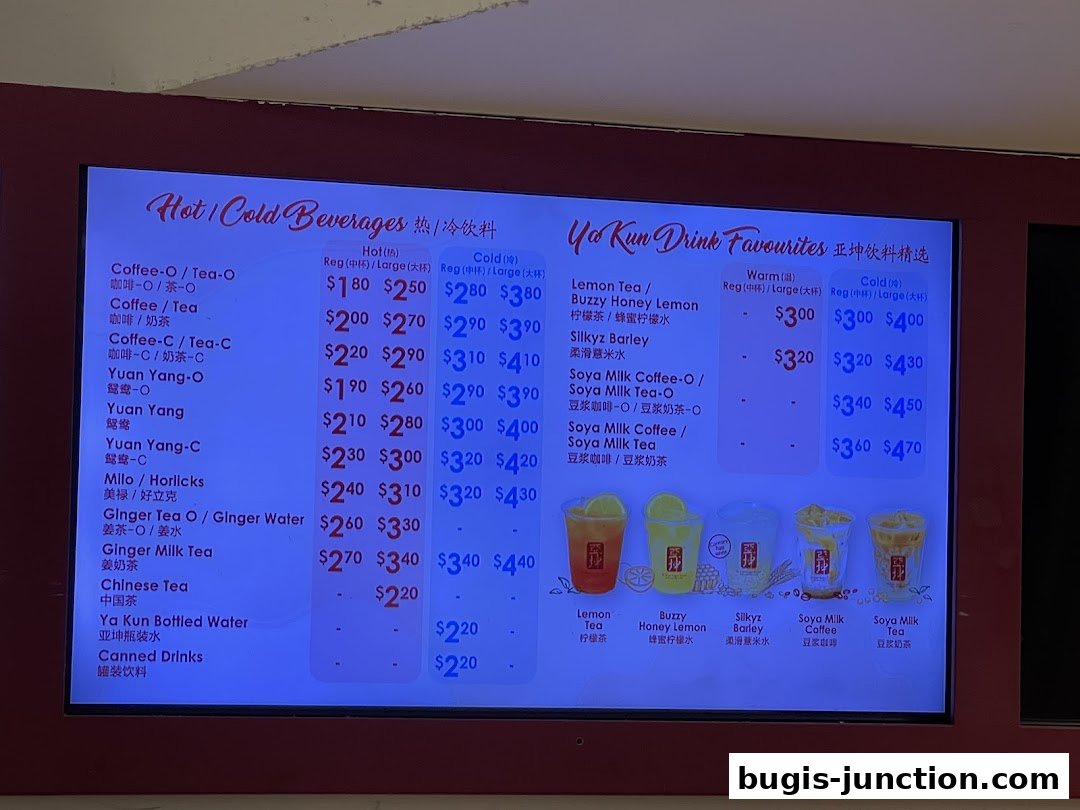 Hot / Cold Beverages 热/冷饮料
Hot(热)
Reg(中杯)/Large(大杯)
Cold(冷)
Reg(中杯)/Large(大杯)
Coffee-O / Tea-O
咖啡-O / 茶-O
$1.80 $2.50 $2.80 $3.80
Coffee / Tea
咖啡 / 奶茶
$2.00 $2.70 $2.90 $3.90
Coffee-C / Tea-C
咖啡-C / 奶茶-C
$2.20 $2.90 $3.10 $4.10
Yuan Yang-O
鸳鸯-O
$1.90 $2.60 $2.90 $3.90
Yuan Yang
鸳鸯
$2.10 $2.80 $3.00 $4.00
Yuan Yang-C
鸳鸯-C
$2.30 $3.00 $3.20 $4.20
Milo / Horlicks
美禄 / 好立克
$2.40 $3.10 $3.20 $4.30
Ginger Tea O / Ginger Water
姜茶-O / 姜水
$2.60 $3.30 - -
Ginger Milk Tea
姜奶茶
$2.70 $3.40 $3.40 $4.40
Chinese Tea
中国茶
- $2.20 - -
Ya Kun Bottled Water
亚坤瓶装水
- - $2.20 -
Canned Drinks
罐装饮料
- - $2.20 -
Ya Kun Drink Favourites 亚坤饮料精选
Warm(温)
Reg(中杯)/Large(大杯)
Cold(冷)
Reg(中杯)/Large(大杯)
Lemon Tea /
Buzzy Honey Lemon
柠檬茶 / 蜂蜜柠檬水
- $3.00 $3.00 $4.00
Silkyz Barley
柔滑薏米水
- $3.20 $3.20 $4.30
Soya Milk Coffee-O /
Soya Milk Tea-O
豆浆咖啡-O / 豆浆奶茶-O
- - $3.40 $4.50
Soya Milk Coffee /
Soya Milk Tea
豆浆咖啡 / 豆浆奶茶
- - $3.60 $4.70
亚坤 亚坤 亚坤 亚坤 亚坤
Lemon
Tea
柠檬茶
Buzzy
Honey Lemon
蜂蜜柠檬水
Silkyz
Barley
柔滑薏米水
Soya Milk
Coffee
豆浆咖啡
Soya Milk
Tea
豆浆奶茶
bugis-junction.com